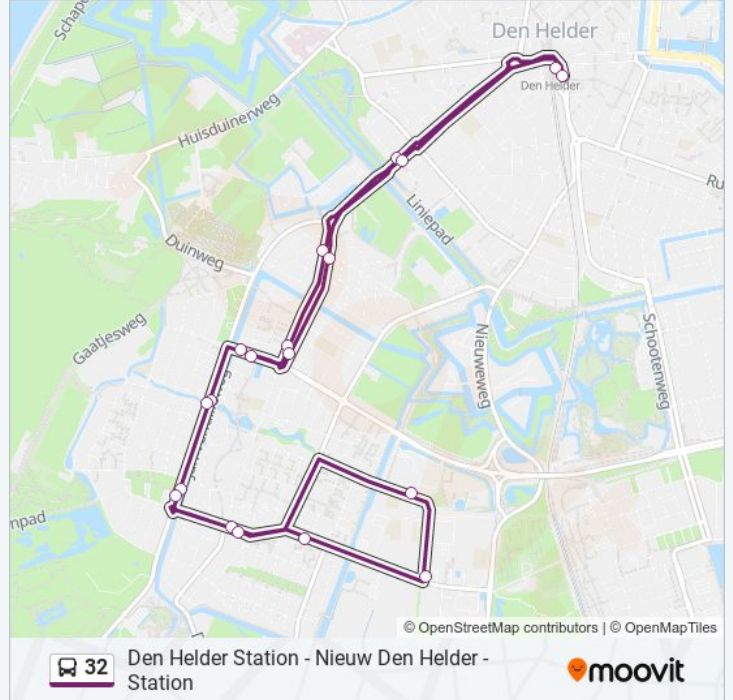 Schape
Den Helder
Den Helder
Huisduinerweg
Ru
Liniepad
Duinweg
Gaatjesweg
Nieuweweg
Schootenweg
mpad
© OpenStreetMap contributors | © OpenMapTiles
32
Den Helder Station - Nieuw Den Helder -
Station
moovit